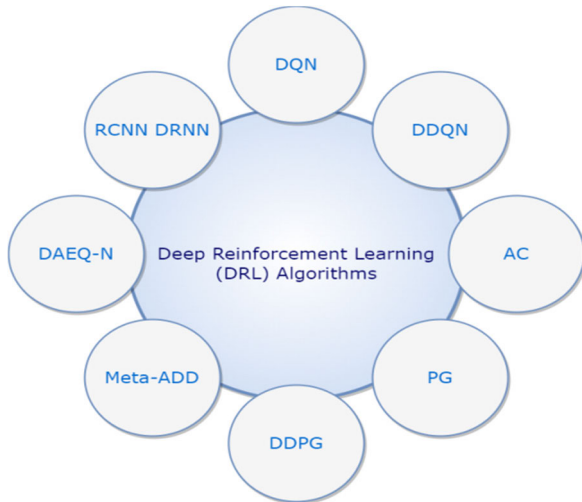 DQN
RCNN DRNN
DDQN
DAEQ-N
Deep Reinforcement Learning
(DRL) Algorithms
AC
Meta-ADD
PG
DDPG